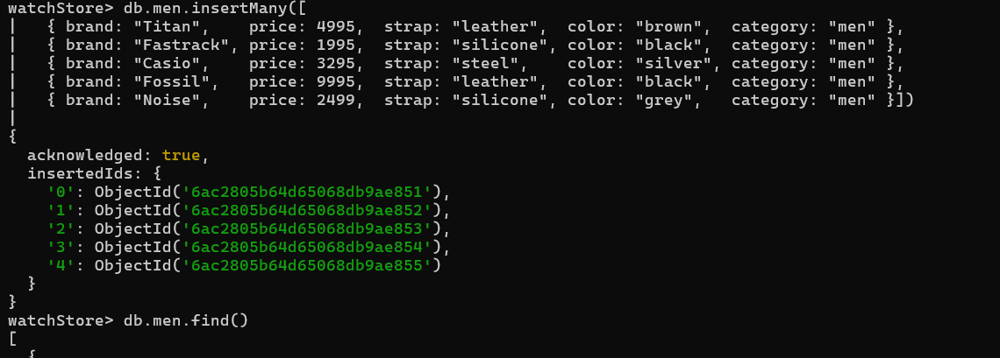 watchStore> db.men.insertMany([
|   { brand: "Titan",    price: 4995,  strap: "leather",  color: "brown",  category: "men" },
|   { brand: "Fastrack", price: 1995,  strap: "silicone", color: "black",  category: "men" },
|   { brand: "Casio",    price: 3295,  strap: "steel",    color: "silver", category: "men" },
|   { brand: "Fossil",   price: 9995,  strap: "leather",  color: "black",  category: "men" },
|   { brand: "Noise",    price: 2499,  strap: "silicone", color: "grey",   category: "men" }])
|
{
  acknowledged: true,
  insertedIds: {
    '0': ObjectId('6ac2805b64d65068db9ae851'),
    '1': ObjectId('6ac2805b64d65068db9ae852'),
    '2': ObjectId('6ac2805b64d65068db9ae853'),
    '3': ObjectId('6ac2805b64d65068db9ae854'),
    '4': ObjectId('6ac2805b64d65068db9ae855')
  }
}
watchStore> db.men.find()
[
  {